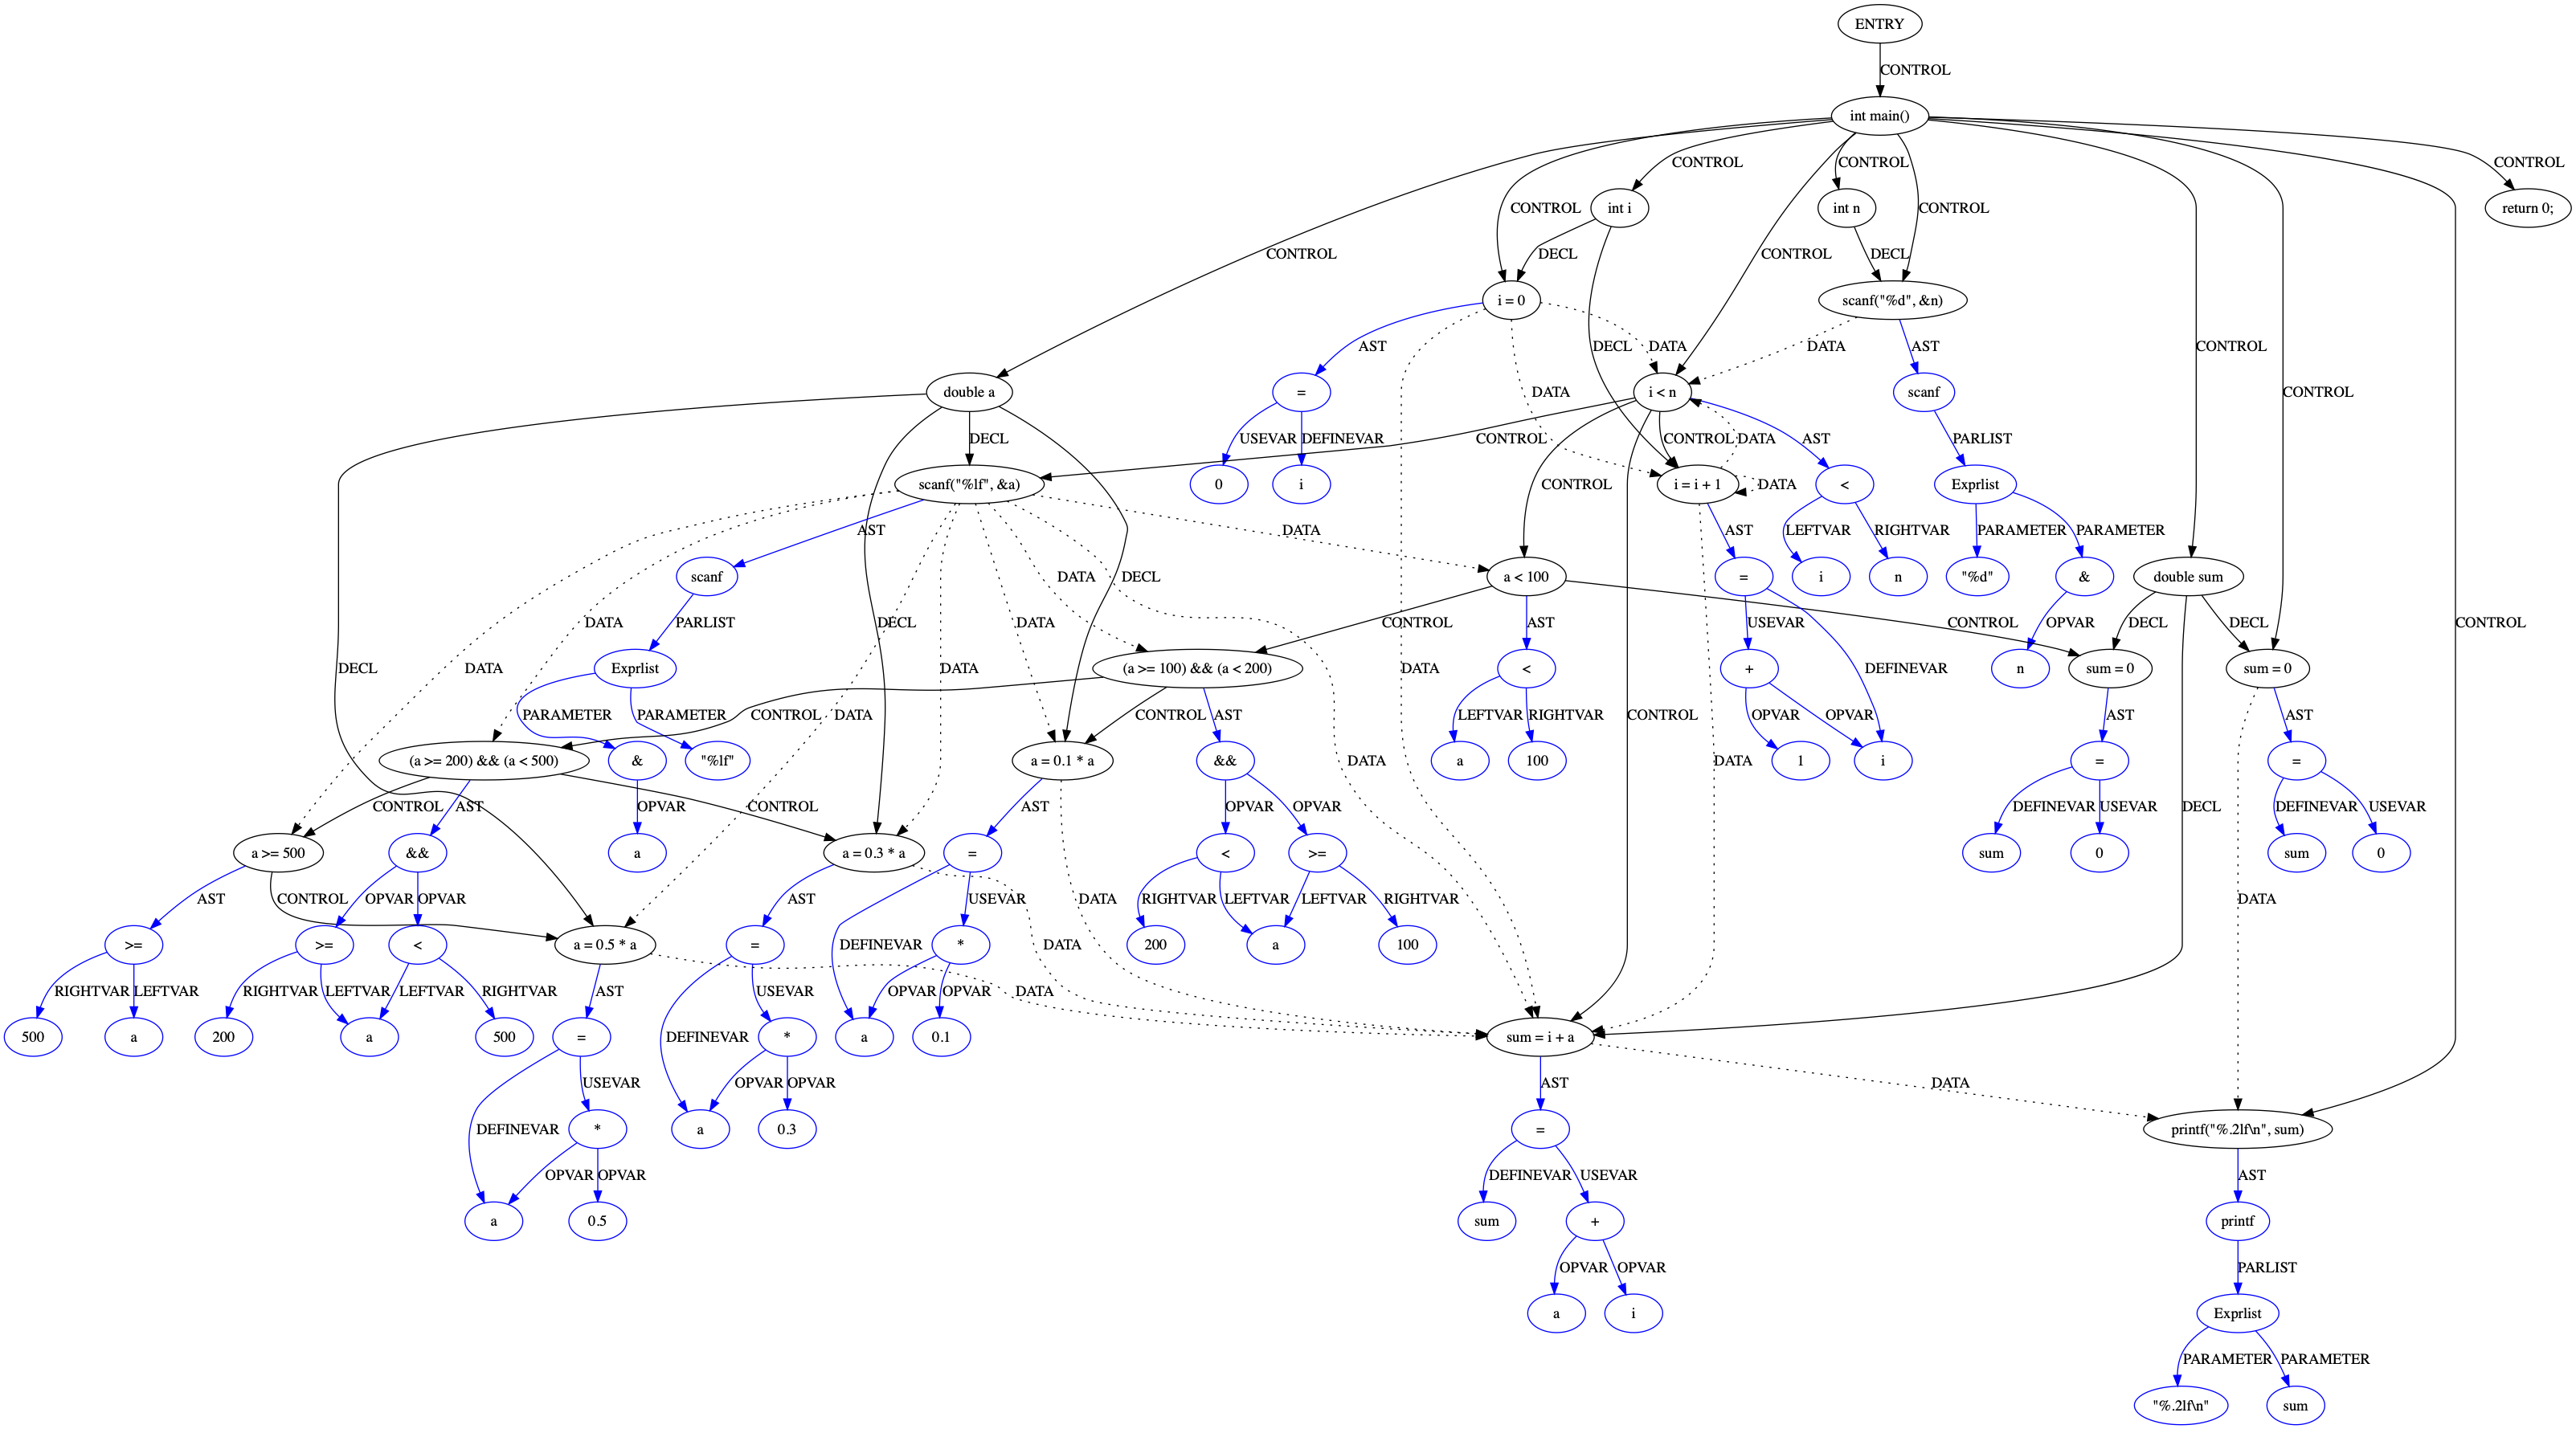 ENTRY
CONTROL
int main()
CONTROL CONTROL CONTROL
int i int n return 0;
CONTROL CONTROL
CONTROL DECL CONTROL DECL
i = 0 scanf("%d", &n)
AST DECL DATA DATA AST CONTROL
double a = i < n scanf CONTROL
DATA
DECL USEVAR DEFINEVAR CONTROL CONTROL DATA AST PARLIST
scanf("%lf", &a) 0 i CONTROL i = i + 1 DATA < Exprlist
AST DATA AST LEFTVAR RIGHTVAR PARAMETER PARAMETER
scanf DATA DECL a < 100 = i n "%d" & double sum
DATA DECL DATA PARLIST CONTROL AST USEVAR CONTROL OPVAR DECL DECL CONTROL
DECL DATA Exprlist DATA (a >= 100) && (a < 200) DATA < + DEFINEVAR n sum = 0 sum = 0
PARAMETER PARAMETER CONTROL DATA CONTROL AST LEFTVAR RIGHTVAR CONTROL OPVAR OPVAR AST AST
(a >= 200) && (a < 500) & "%lf" a = 0.1 * a && DATA a 100 DATA 1 i = =
CONTROL AST OPVAR CONTROL AST OPVAR OPVAR DEFINEVAR USEVAR DECL DEFINEVAR USEVAR
a >= 500 && a a = 0.3 * a = < >= sum 0 sum 0
AST CONTROL OPVAR OPVAR AST USEVAR DATA RIGHTVAR LEFTVAR LEFTVAR RIGHTVAR DATA
>= >= < a = 0.5 * a = DEFINEVAR * DATA 200 a 100
RIGHTVAR LEFTVAR RIGHTVAR LEFTVAR LEFTVAR RIGHTVAR AST USEVAR OPVAR OPVAR DATA
500 a 200 a 500 = DEFINEVAR * a 0.1 sum = i + a
USEVAR OPVAR OPVAR AST DATA
DEFINEVAR * a 0.3 = printf("%.2lf\n", sum)
OPVAR OPVAR DEFINEVAR USEVAR AST
a 0.5 sum + printf
OPVAR OPVAR PARLIST
a i Exprlist
PARAMETER PARAMETER
"%.2lf\n" sum